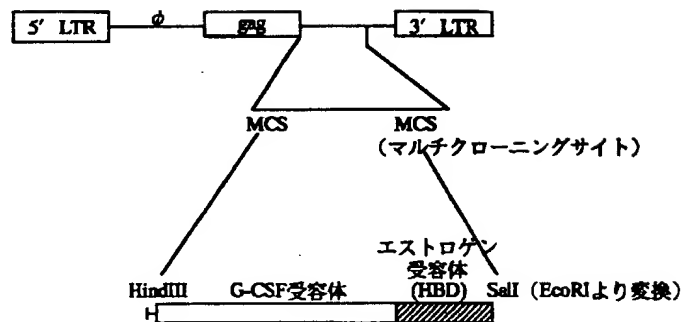 5′ LTR
φ
gag
3′ LTR
MCS
MCS
(マルチクローニングサイト)
エストロゲン
受容体
(HBD)
HindIII
G-CSF受容体
SalI (EcoRIより変換)